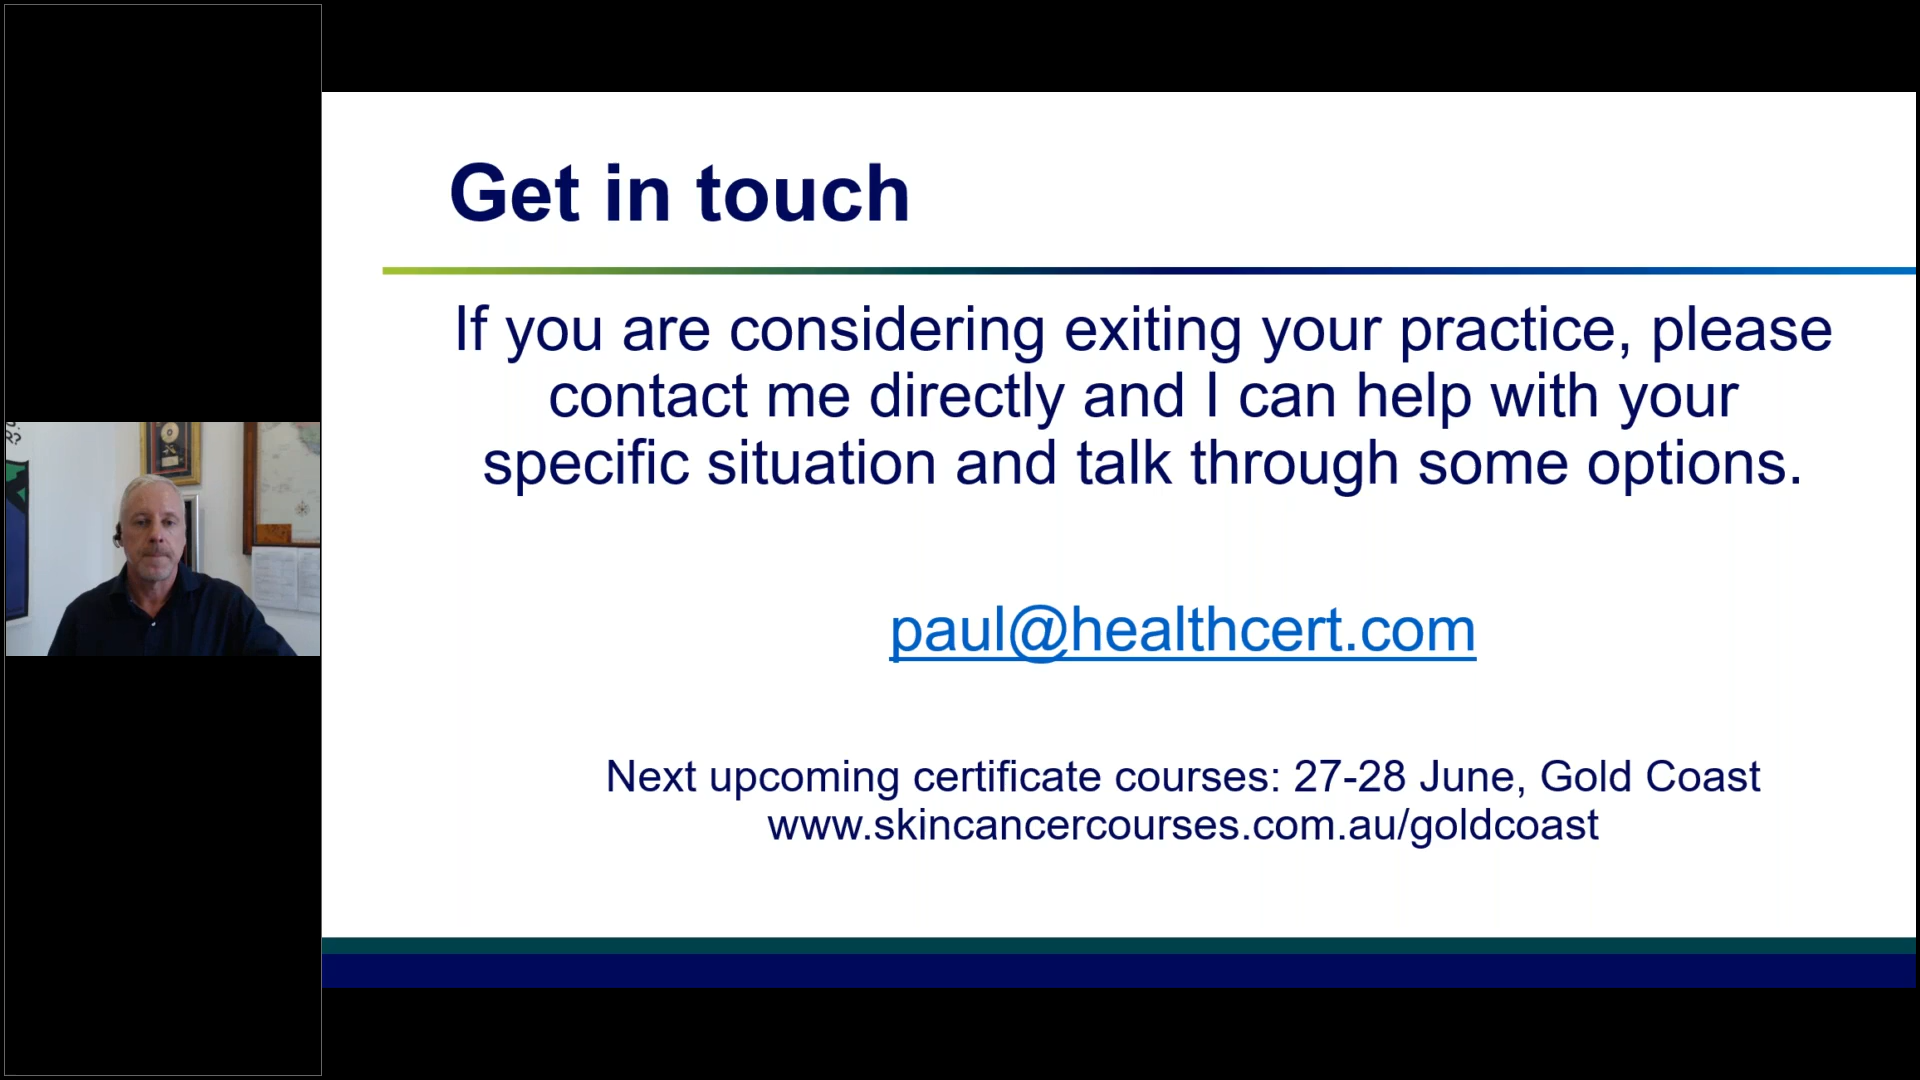 Get in touch
If you are considering exiting your practice, please
contact me directly and I can help with your
specific situation and talk through some options.
paul@healthcert.com
Next upcoming certificate courses: 27-28 June, Gold Coast
www.skincancercourses.com.au/goldcoast